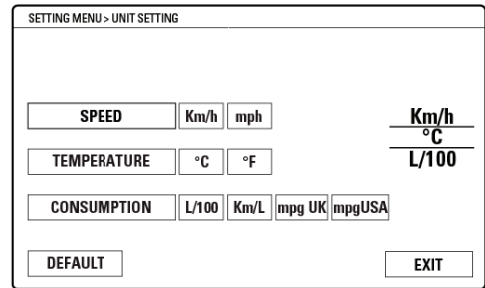 SETTING MENU > UNIT SETTING
SPEED Km/h mph
Km/h
°C
L/100
TEMPERATURE °C °F
CONSUMPTION L/100 Km/L mpg UK mpgUSA
DEFAULT EXIT